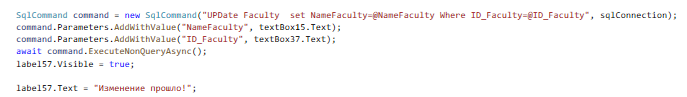 SqlCommand command = new SqlCommand("UPDate Faculty  set NameFaculty=@NameFaculty Where ID_Faculty=@ID_Faculty", sqlConnection);
command.Parameters.AddWithValue("NameFaculty", textBox15.Text);
command.Parameters.AddWithValue("ID_Faculty", textBox37.Text);
await command.ExecuteNonQueryAsync();
label57.Visible = true;
label57.Text = "Изменение прошло!";